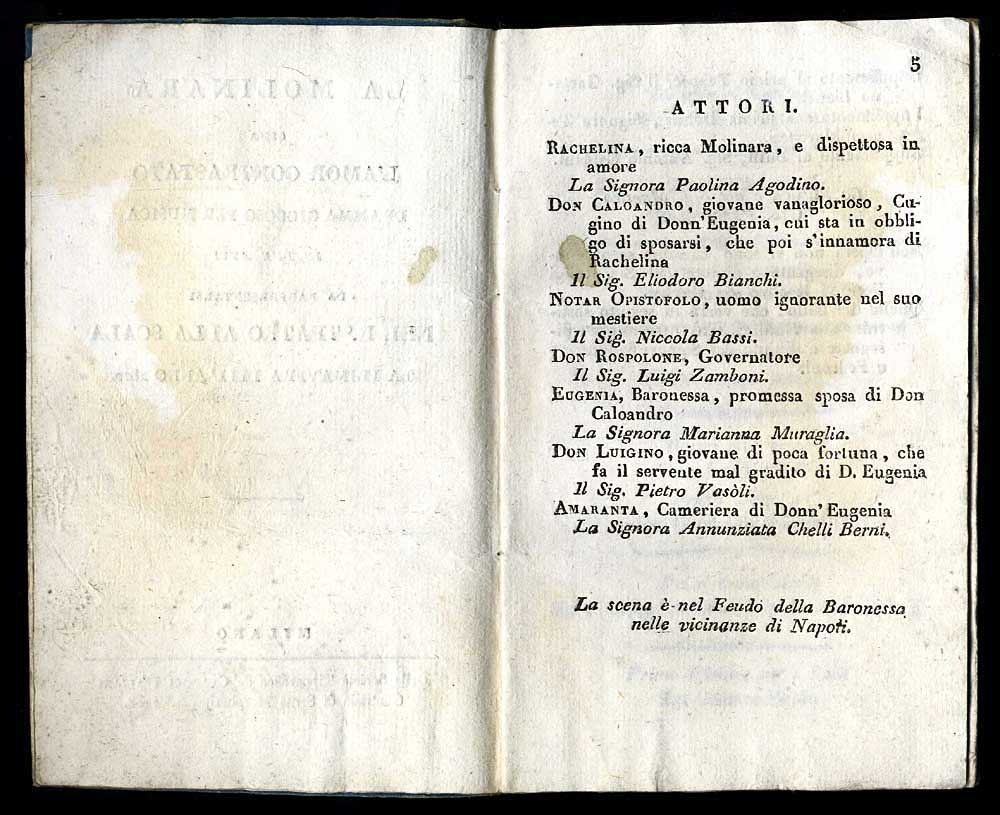 LA MOLINARA
L'AMOR CONTRASTATO
MILANO
5
ATTORI.
RACHELINA, ricca Molinara, e dispettosa in
amore
La Signora Paolina Agodino.
DON CALOANDRO, giovane vanaglorioso, Cu-
gino di Donn'Eugenia, cui sta in obbli-
go di sposarsi, che poi s'innamora di
Rachelina
Il Sig. Eliodoro Bianchi.
NOTAR OPISTOFOLO, uomo ignorante nel suo
mestiere
Il Sig. Niccola Bassi.
DON ROSPOLONE, Governatore
Il Sig. Luigi Zamboni.
EUGENIA, Baronessa, promessa sposa di Don
Caloandro
La Signora Marianna Muraglia.
DON LUIGINO, giovane di poca fortuna, che
fa il servente mal gradito di D. Eugenia
Il Sig. Pietro Vasòli.
AMARANTA, Cameriera di Donn'Eugenia
La Signora Annunziata Chelli Berni.
La scena è nel Feudo della Baronessa
nelle vicinanze di Napoli.